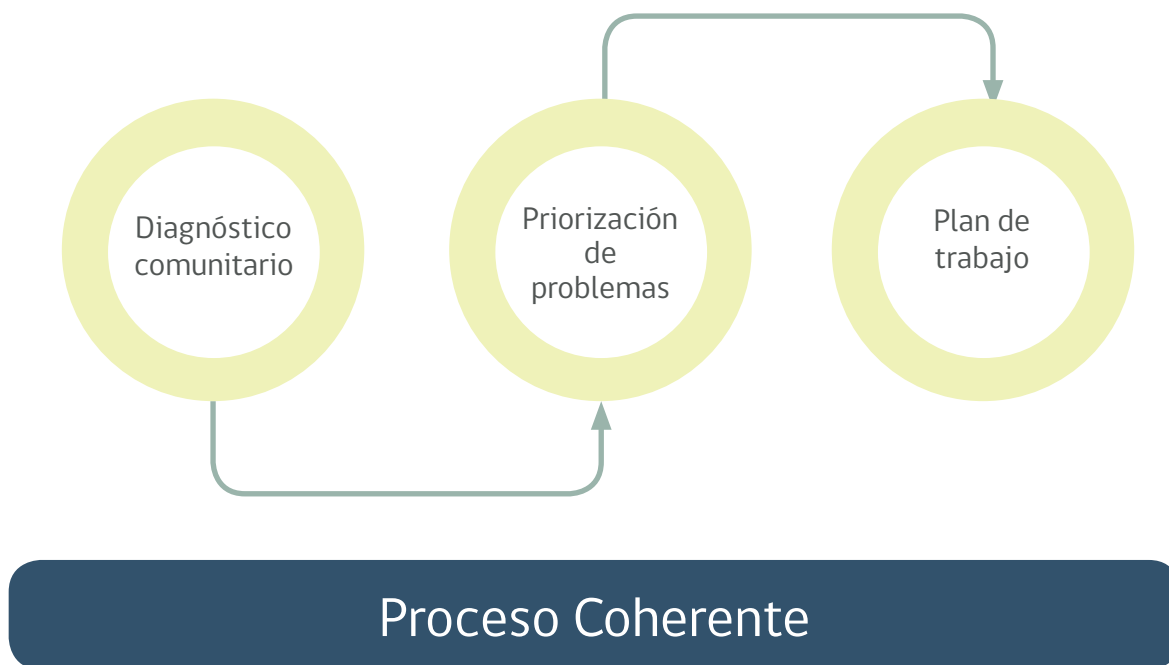 Diagnóstico
comunitario
Priorización
de
problemas
Plan de
trabajo
Proceso Coherente